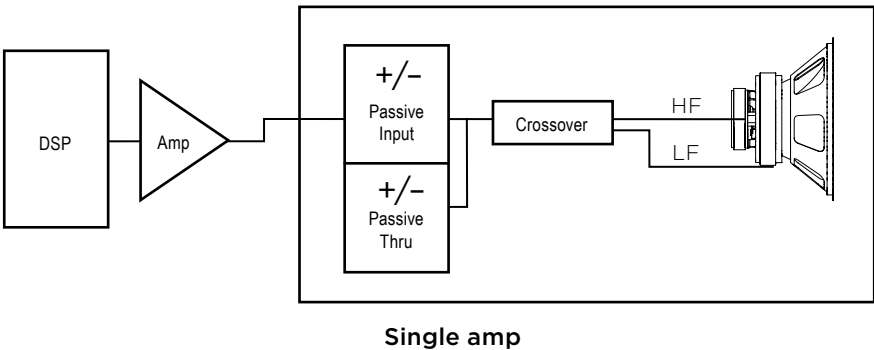 DSP
Amp
+/–
Passive
Input
+/–
Passive
Thru
Crossover
HF
LF
Single amp